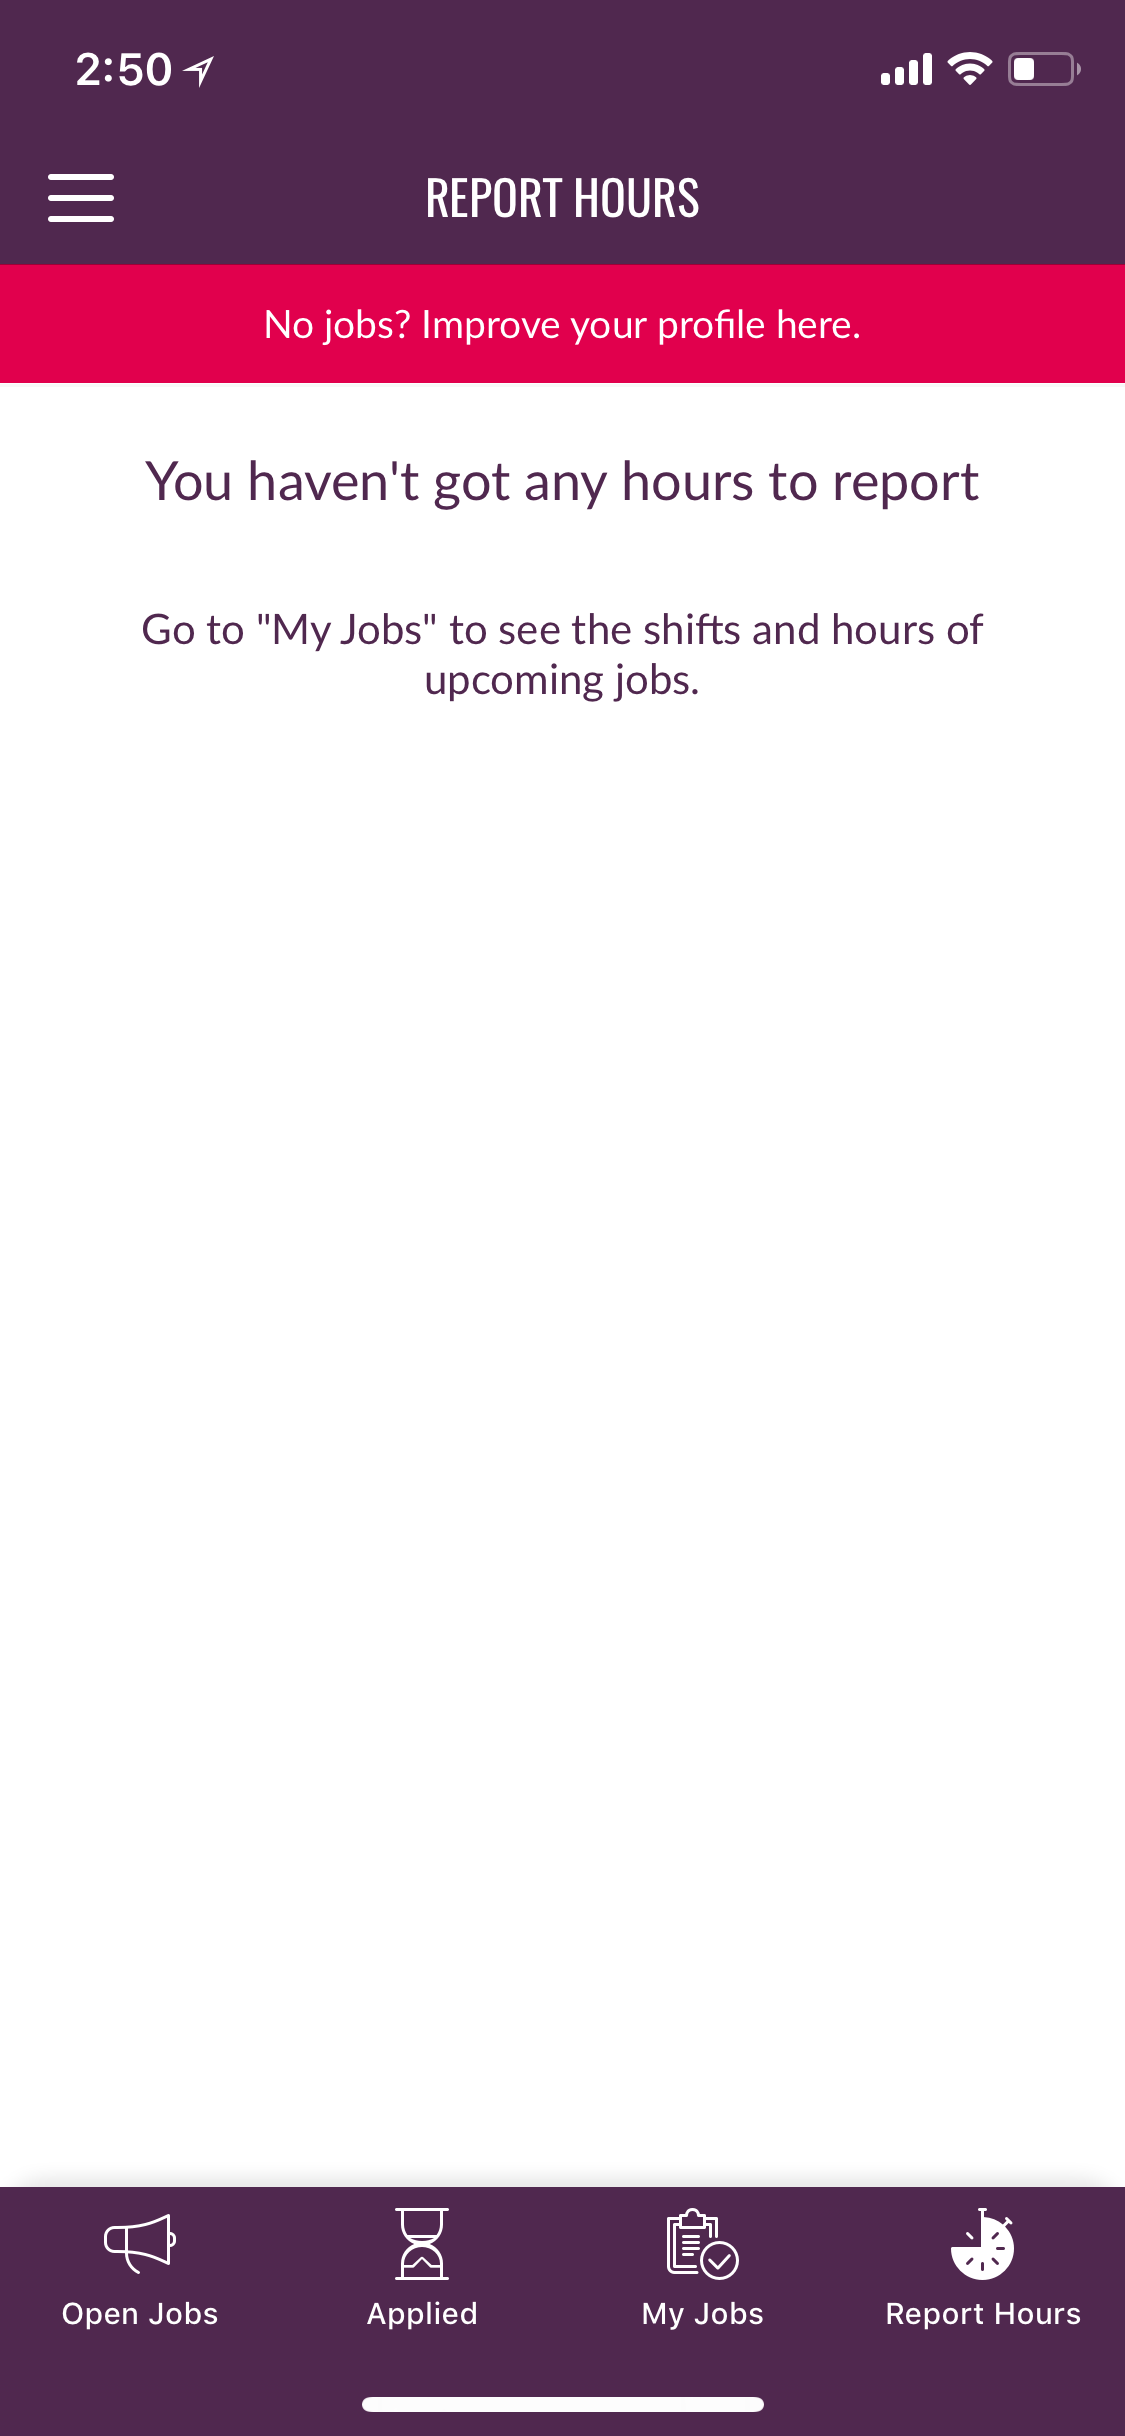 2:50
REPORT HOURS
No jobs? Improve your profile here.
You haven't got any hours to report
Go to "My Jobs" to see the shifts and hours of
upcoming jobs.
Open Jobs
Applied
My Jobs
Report Hours